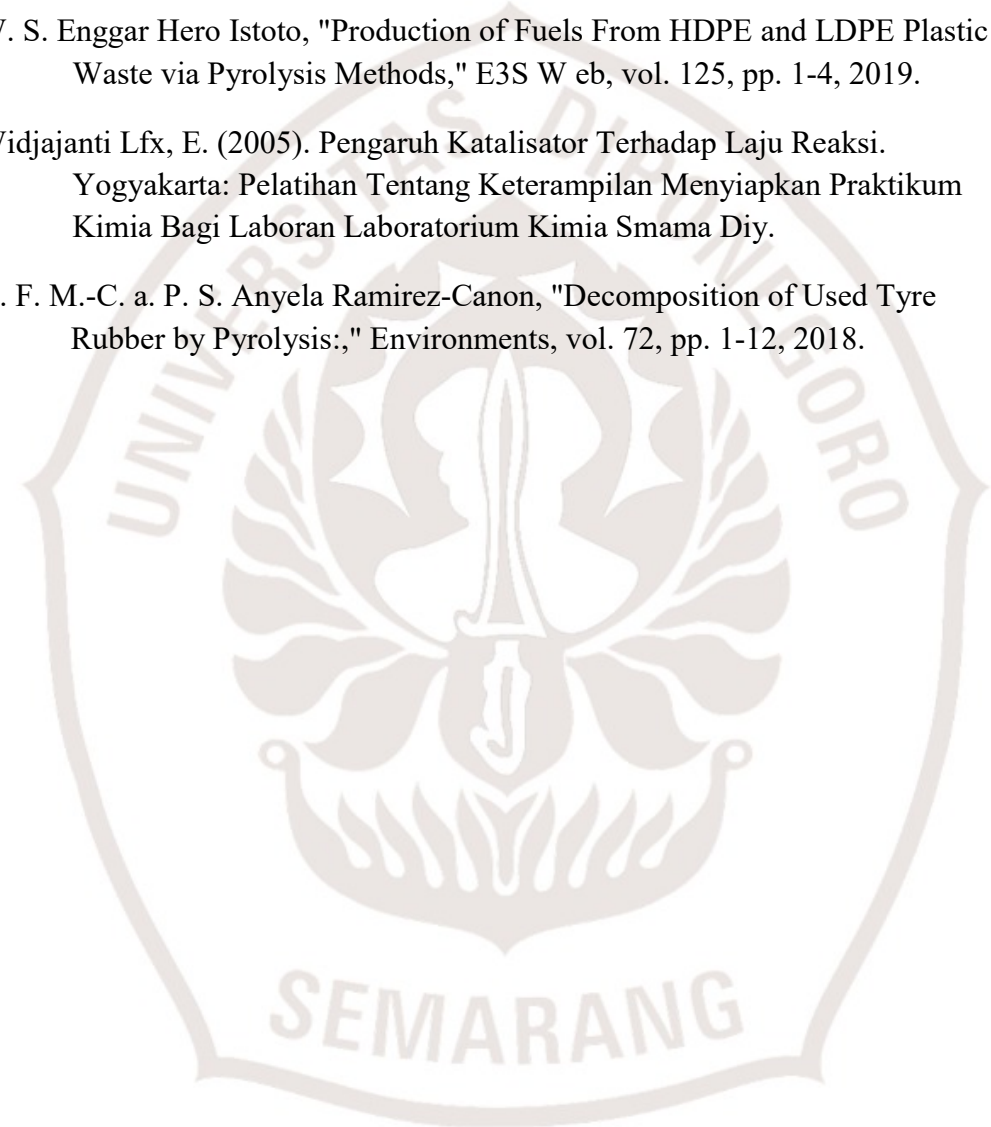 . S. Enggar Hero Istoto, "Production of Fuels From HDPE and LDPE Plastic
Waste via Pyrolysis Methods," E3S W eb, vol. 125, pp. 1-4, 2019.
idjajanti Lfx, E. (2005). Pengaruh Katalisator Terhadap Laju Reaksi.
Yogyakarta: Pelatihan Tentang Keterampilan Menyiapkan Praktikum
Kimia Bagi Laboran Laboratorium Kimia Smama Diy.
. F. M.-C. a. P. S. Anyela Ramirez-Canon, "Decomposition of Used Tyre
Rubber by Pyrolysis:," Environments, vol. 72, pp. 1-12, 2018.
UNIVERSITAS DIPONEGORO
SEMARANG